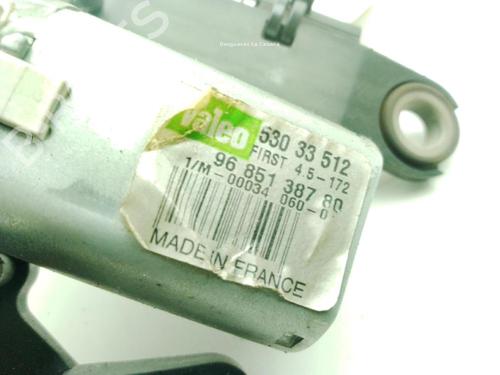 Desguaces La Cabaña
Valeo
530 33 512
FIRST 4.5-172
96 851 387 80
1/M-00034 060-0
MADE IN FRANCE